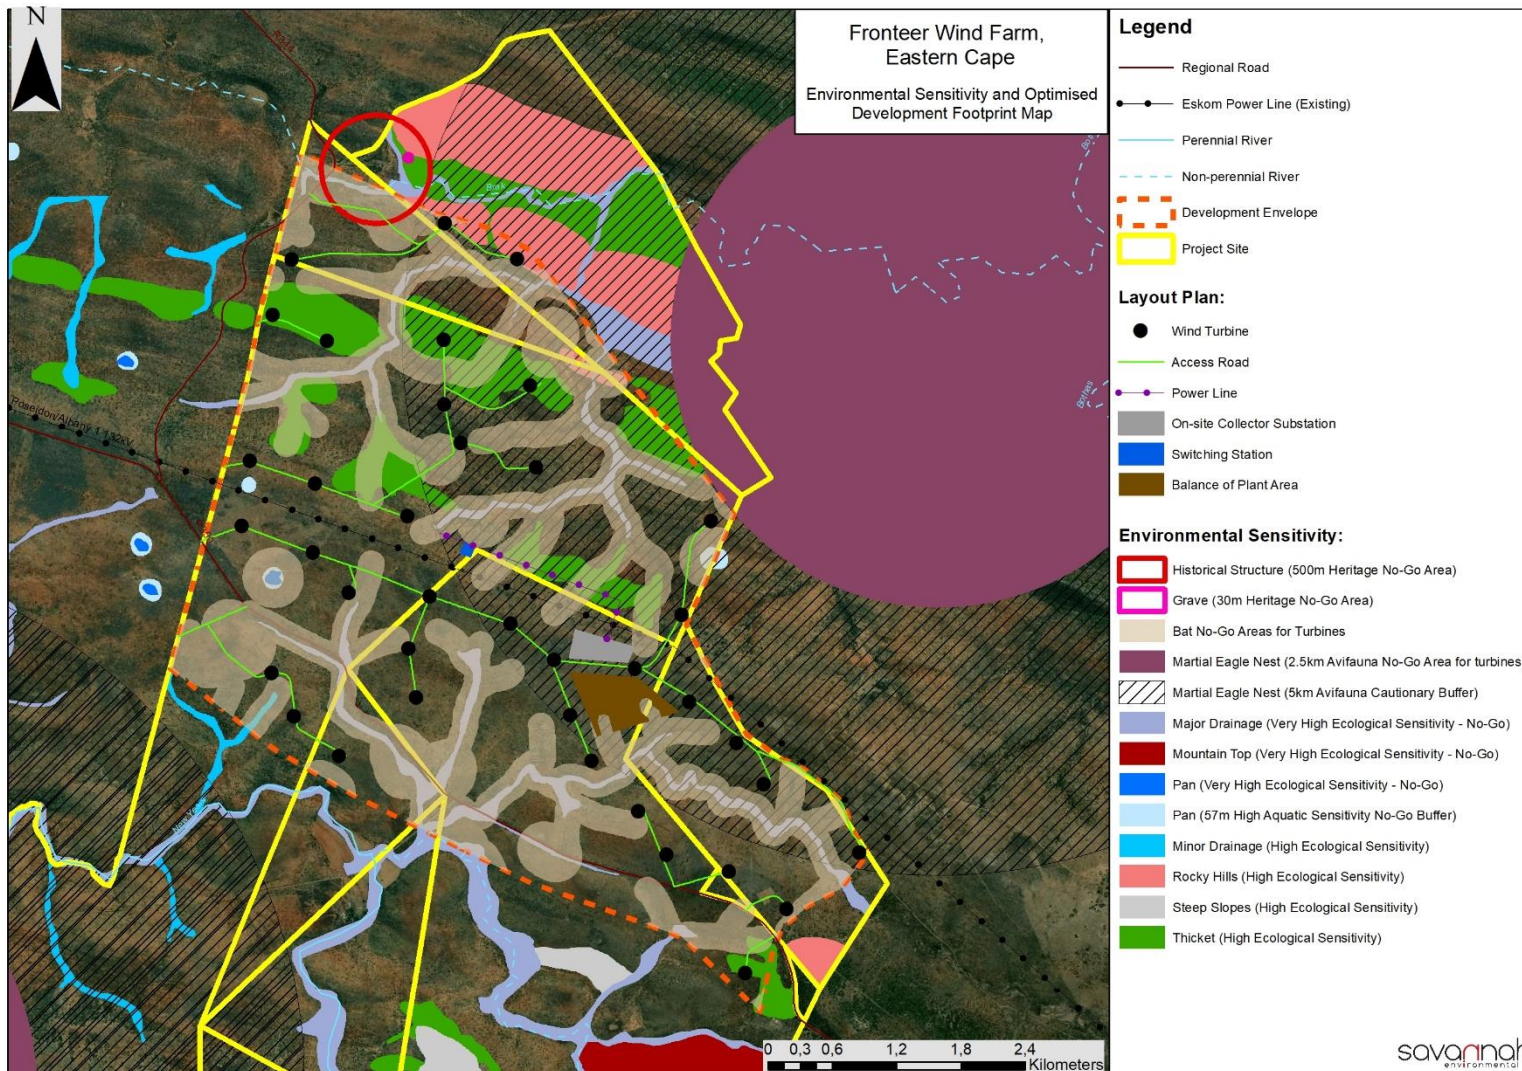 N
Fronteer Wind Farm,
Eastern Cape
Environmental Sensitivity and Optimised
Development Footprint Map
Brak
Bothas
Poseidon/Albany 1 132kV
0 0,3 0,6 1,2 1,8 2,4
Kilometers
Legend
Regional Road
Eskom Power Line (Existing)
Perennial River
Non-perennial River
Development Envelope
Project Site
Layout Plan:
Wind Turbine
Access Road
Power Line
On-site Collector Substation
Switching Station
Balance of Plant Area
Environmental Sensitivity:
Historical Structure (500m Heritage No-Go Area)
Grave (30m Heritage No-Go Area)
Bat No-Go Areas for Turbines
Martial Eagle Nest (2.5km Avifauna No-Go Area for turbines
Martial Eagle Nest (5km Avifauna Cautionary Buffer)
Major Drainage (Very High Ecological Sensitivity - No-Go)
Mountain Top (Very High Ecological Sensitivity - No-Go)
Pan (Very High Ecological Sensitivity - No-Go)
Pan (57m High Aquatic Sensitivity No-Go Buffer)
Minor Drainage (High Ecological Sensitivity)
Rocky Hills (High Ecological Sensitivity)
Steep Slopes (High Ecological Sensitivity)
Thicket (High Ecological Sensitivity)
savannah
environmental